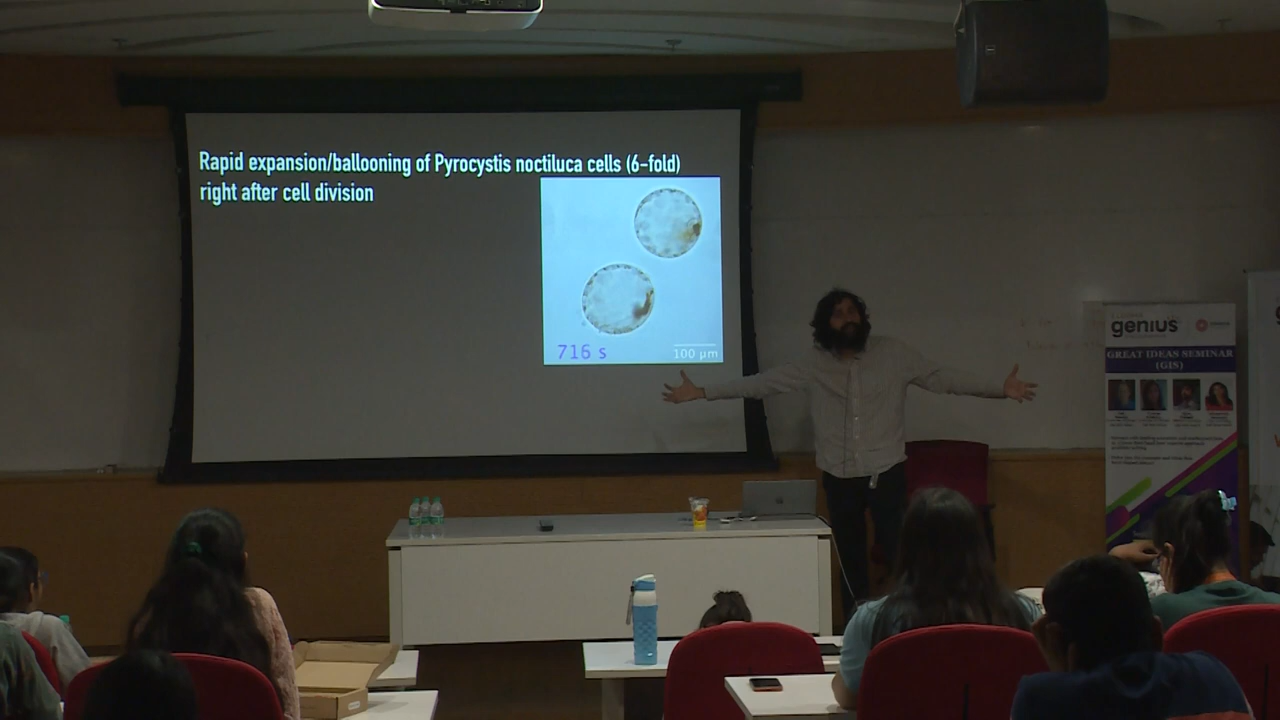 Rapid expansion/ballooning of Pyrocystis noctiluca cells (6-fold)
right after cell division
716 s
100 µm
genius
GREAT IDEAS SEMINAR
(GIS)